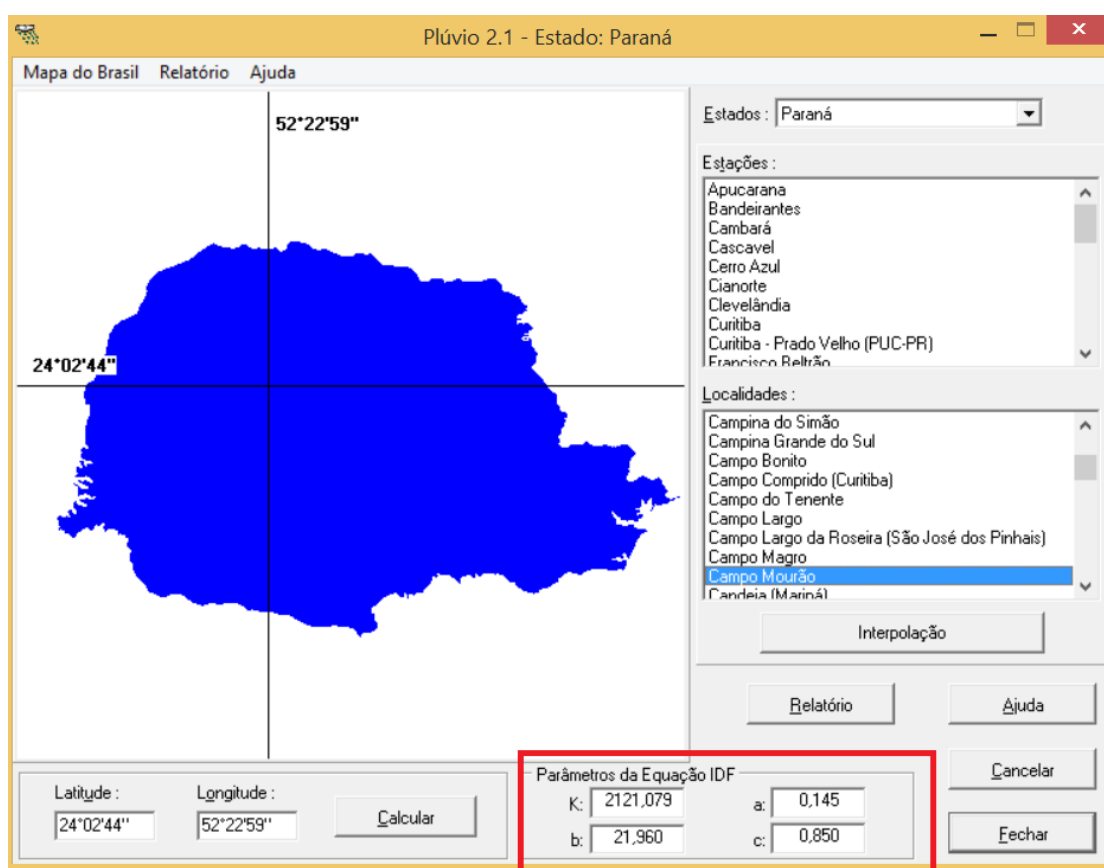 Plúvio 2.1 - Estado: Paraná
Mapa do Brasil Relatório Ajuda
52°22'59"
24°02'44"
Estados : Paraná
Estações :
Apucarana
Bandeirantes
Cambará
Cascavel
Cerro Azul
Cianorte
Clevelândia
Curitiba
Curitiba - Prado Velho (PUC-PR)
Francisco Beltrão
Localidades :
Campina do Simão
Campina Grande do Sul
Campo Bonito
Campo Comprido (Curitiba)
Campo do Tenente
Campo Largo
Campo Largo da Roseira (São José dos Pinhais)
Campo Magro
Campo Mourão
Candeia (Maripá)
Interpolação
Relatório Ajuda
Cancelar
Fechar
Latitude : Longitude :
24°02'44" 52°22'59" Calcular
Parâmetros da Equação IDF
K: 2121,079 a: 0,145
b: 21,960 c: 0,850